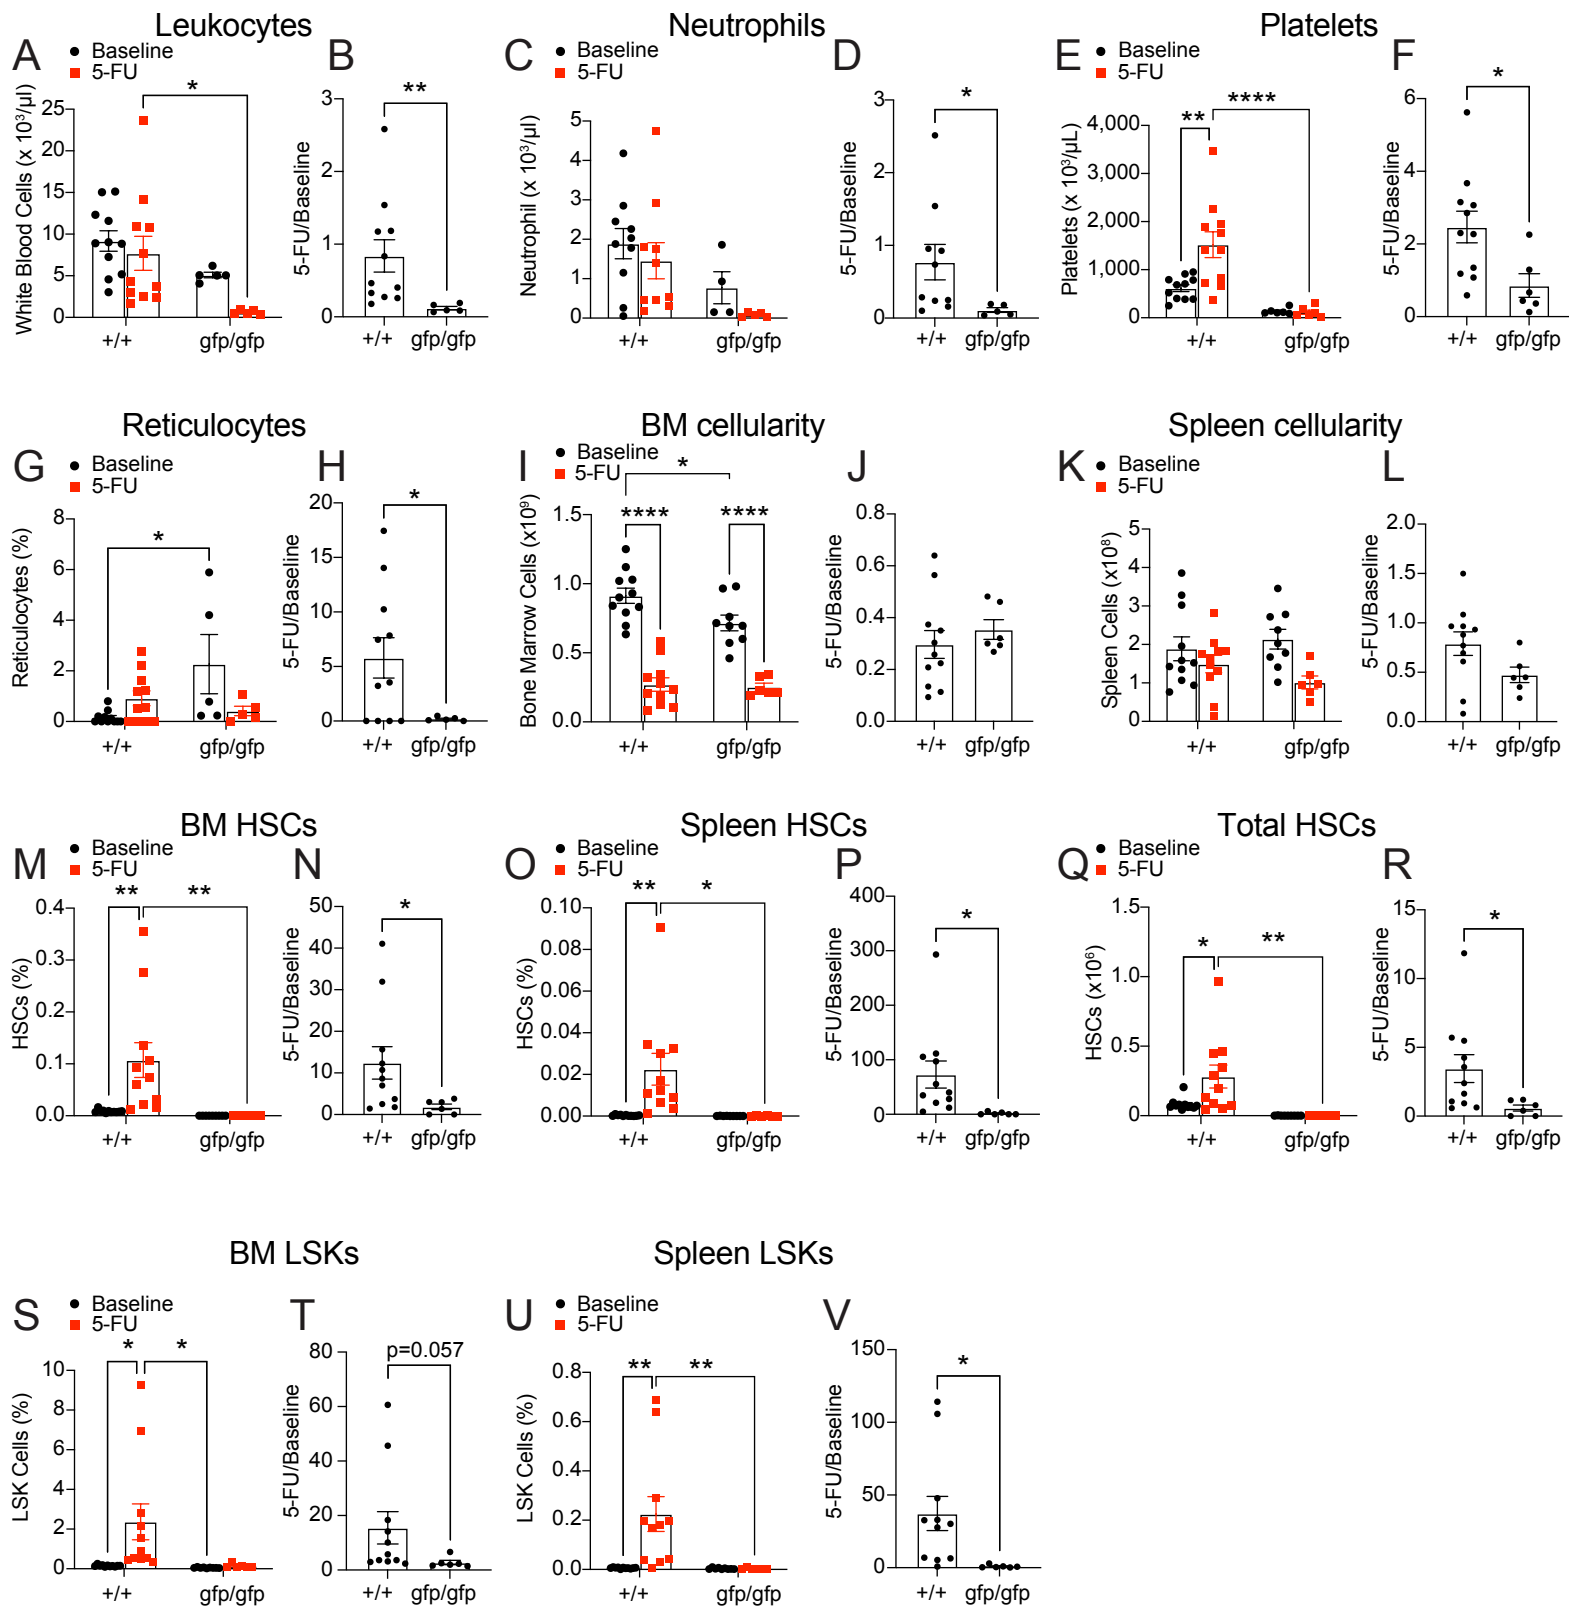 Leukocytes
Neutrophils
Platelets
A
Baseline
5-FU
White Blood Cells (x 10³/µl)
25
20
15
10
5
0
*
+/+
gfp/gfp
B
5-FU/Baseline
3
2
1
0
**
+/+
gfp/gfp
C
Baseline
5-FU
Neutrophil (x 10³/µl)
5
4
3
2
1
0
+/+
gfp/gfp
D
5-FU/Baseline
3
2
1
0
*
+/+
gfp/gfp
E
Baseline
5-FU
Platelets (x 10³/µL)
4,000
3,000
2,000
1,000
0
**
****
+/+
gfp/gfp
F
5-FU/Baseline
6
4
2
0
*
+/+
gfp/gfp
Reticulocytes
BM cellularity
Spleen cellularity
G
Baseline
5-FU
Reticulocytes (%)
8
6
4
2
0
*
+/+
gfp/gfp
H
5-FU/Baseline
20
15
10
5
0
*
+/+
gfp/gfp
I
Baseline
5-FU
Bone Marrow Cells (x10⁹)
1.5
1.0
0.5
0.0
*
****
****
+/+
gfp/gfp
J
5-FU/Baseline
0.8
0.6
0.4
0.2
0.0
+/+
gfp/gfp
K
Baseline
5-FU
Spleen Cells (x10⁸)
5
4
3
2
1
0
+/+
gfp/gfp
L
5-FU/Baseline
2.0
1.5
1.0
0.5
0.0
+/+
gfp/gfp
BM HSCs
Spleen HSCs
Total HSCs
M
Baseline
5-FU
HSCs (%)
0.4
0.3
0.2
0.1
0.0
**
**
+/+
gfp/gfp
N
5-FU/Baseline
50
40
30
20
10
0
*
+/+
gfp/gfp
O
Baseline
5-FU
HSCs (%)
0.10
0.08
0.06
0.04
0.02
0.00
**
*
+/+
gfp/gfp
P
5-FU/Baseline
400
300
200
100
0
*
+/+
gfp/gfp
Q
Baseline
5-FU
HSCs (x10⁶)
1.5
1.0
0.5
0
*
**
+/+
gfp/gfp
R
5-FU/Baseline
15
10
5
0
*
+/+
gfp/gfp
BM LSKs
Spleen LSKs
S
Baseline
5-FU
LSK Cells (%)
10
8
6
4
2
0
*
*
+/+
gfp/gfp
T
5-FU/Baseline
80
60
40
20
0
p=0.057
+/+
gfp/gfp
U
Baseline
5-FU
LSK Cells (%)
0.8
0.6
0.4
0.2
0.0
**
**
+/+
gfp/gfp
V
5-FU/Baseline
150
100
50
0
*
+/+
gfp/gfp